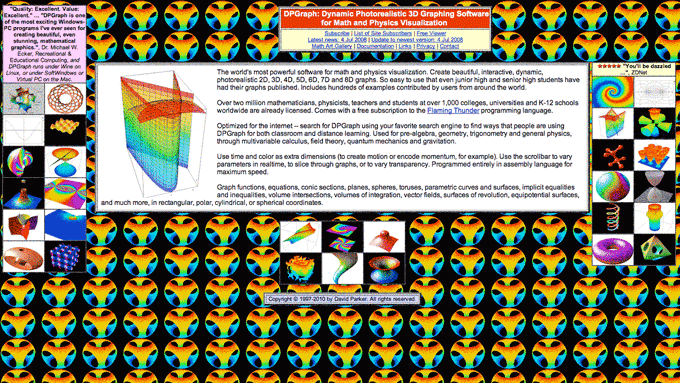 "Quality: Excellent, Value:
Excellent." ... "DPGraph is one
of the most exciting Windows-
PC programs I've ever seen for
creating beautiful, even
stunning, mathematical
graphics.", Dr. Michael W.
Ecker, Recreational &
Educational Computing, and
DPGraph runs under Wine on
Linux, or under SoftWindows or
Virtual PC on the Mac.
DPGraph: Dynamic Photorealistic 3D Graphing Software
for Math and Physics Visualization
Subscribe | List of Site Subscribers | Free Viewer
Latest news: 4 Jul 2008 | Update to newest version: 4 Jul 2008
Math Art Gallery | Documentation | Links | Privacy | Contact
★★★★★ "You'll be dazzled
...", ZDNet
The world's most powerful software for math and physics visualization. Create beautiful, interactive, dynamic,
photorealistic 2D, 3D, 4D, 5D, 6D, 7D and 8D graphs. So easy to use that even junior high and senior high students have
had their graphs published. Includes hundreds of examples contributed by users from around the world.
Over two million mathematicians, physicists, teachers and students at over 1,000 colleges, universities and K-12 schools
worldwide are already licensed. Comes with a free subscription to the Flaming Thunder programming language.
Optimized for the internet -- search for DPGraph using your favorite search engine to find ways that people are using
DPGraph for both classroom and distance learning. Used for pre-algebra, geometry, trigonometry and general physics,
through multivariable calculus, field theory, quantum mechanics and gravitation.
Use time and color as extra dimensions (to create motion or encode momentum, for example). Use the scrollbar to vary
parameters in realtime, to slice through graphs, or to vary transparency. Programmed entirely in assembly language for
maximum speed.
Graph functions, equations, conic sections, planes, spheres, toruses, parametric curves and surfaces, implicit equalities
and inequalities, volume intersections, volumes of integration, vector fields, surfaces of revolution, equipotential surfaces,
and much more, in rectangular, polar, cylindrical, or spherical coordinates.
Copyright © 1997-2010 by David Parker. All rights reserved.